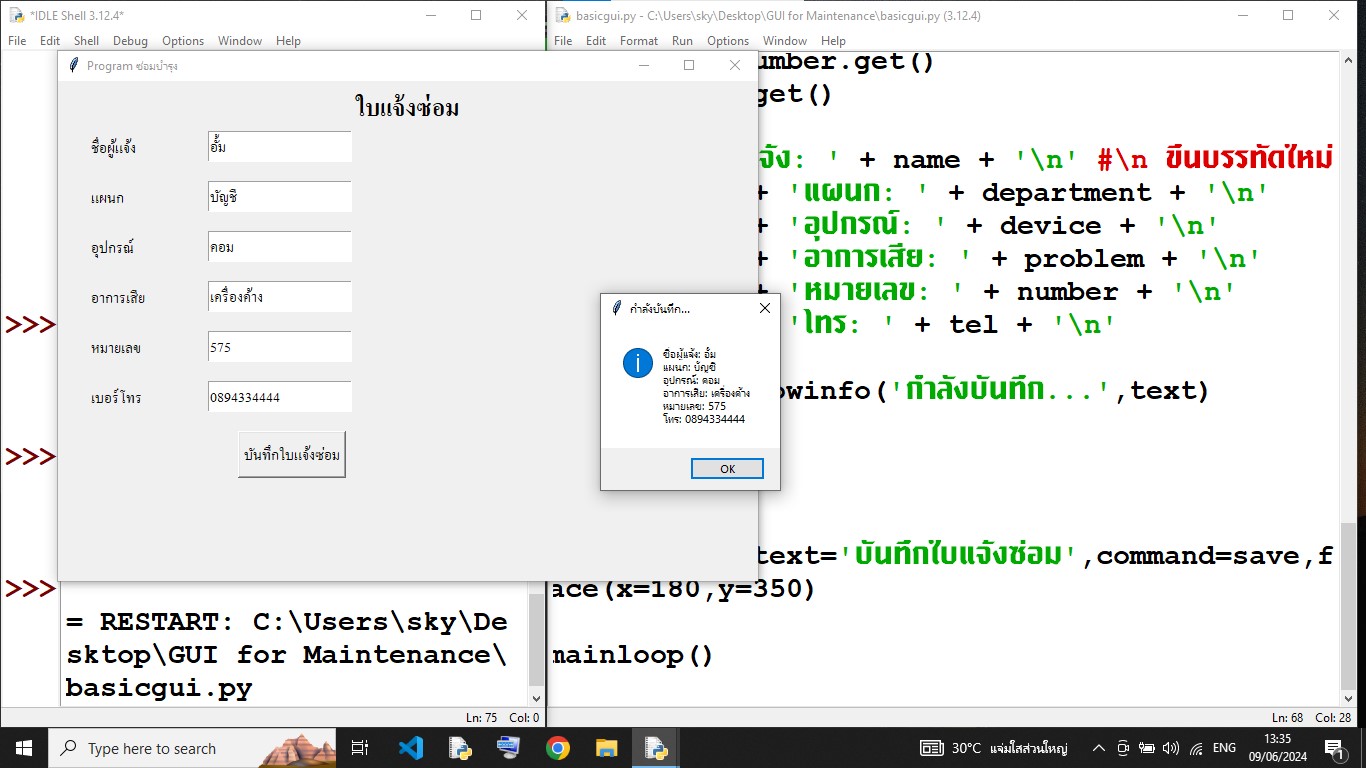 *IDLE Shell 3.12.4*
File Edit Shell Debug Options Window Help
>>>
>>>
>>>
= RESTART: C:\Users\sky\De
sktop\GUI for Maintenance\
basicgui.py
Ln: 75 Col: 0
Program ซ่อมบำรุง
ใบแจ้งซ่อม
ชื่อผู้แจ้ง อั้ม
แผนก บัญชี
อุปกรณ์ คอม
อาการเสีย เครื่องค้าง
หมายเลข 575
เบอร์โทร 0894334444
บันทึกใบแจ้งซ่อม
กำลังบันทึก...
ชื่อผู้แจ้ง: อั้ม
แผนก: บัญชี
อุปกรณ์: คอม
อาการเสีย: เครื่องค้าง
หมายเลข: 575
โทร: 0894334444
OK
basicgui.py - C:\Users\sky\Desktop\GUI for Maintenance\basicgui.py (3.12.4)
File Edit Format Run Options Window Help
umber.get()
get()
จ้ง: ' + name + '\n' #\n ขึ้นบรรทัดใหม่
+ 'แผนก: ' + department + '\n'
+ 'อุปกรณ์: ' + device + '\n'
+ 'อาการเสีย: ' + problem + '\n'
+ 'หมายเลข: ' + number + '\n'
'โทร: ' + tel + '\n'
owinfo('กำลังบันทึก...',text)
text='บันทึกใบแจ้งซ่อม',command=save,f
ace(x=180,y=350)
mainloop()
Ln: 68 Col: 28
Type here to search
30°C แจ่มใสส่วนใหญ่
ENG
13:35
09/06/2024
1